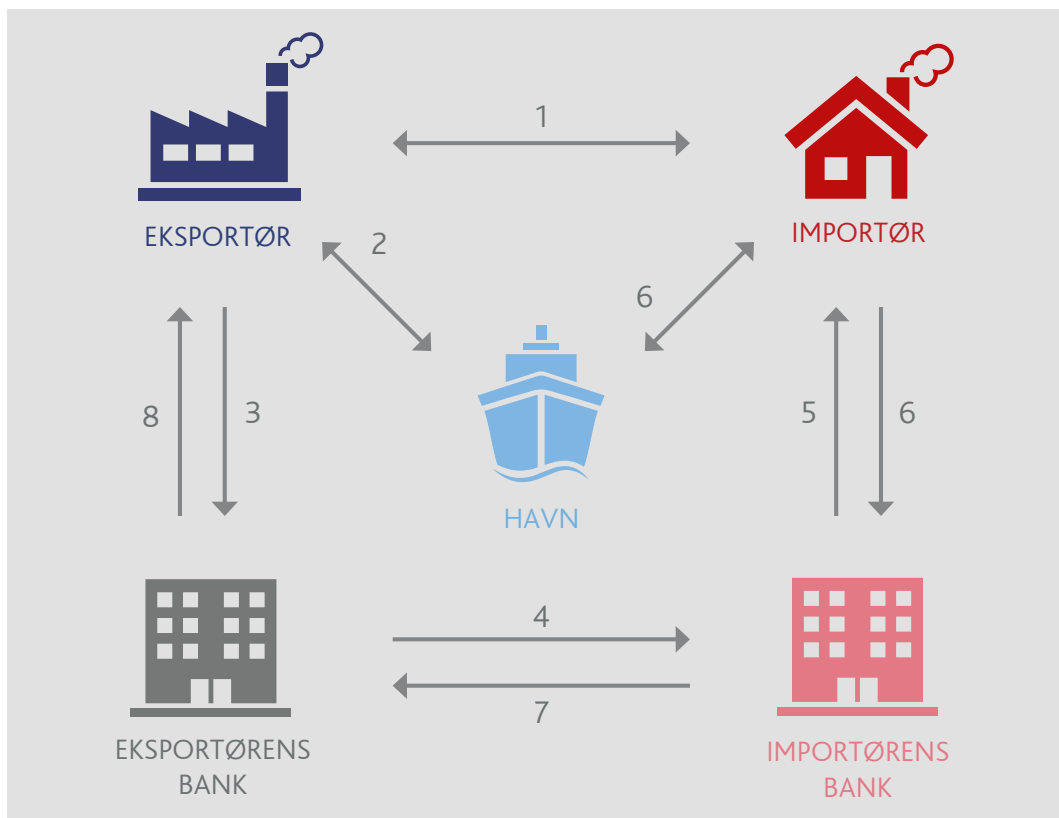 1
EKSPORTØR
IMPORTØR
2
6
8
3
5
6
HAVN
4
7
EKSPORTØRENS
BANK
IMPORTØRENS
BANK